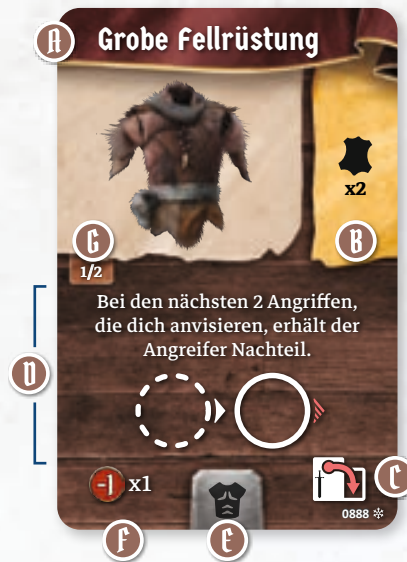 A
Grobe Fellrüstung
x2
G
B
1/2
Bei den nächsten 2 Angriffen,
die dich anvisieren, erhält der
Angreifer Nachteil.
D
-1 x1
C
0888
F
E